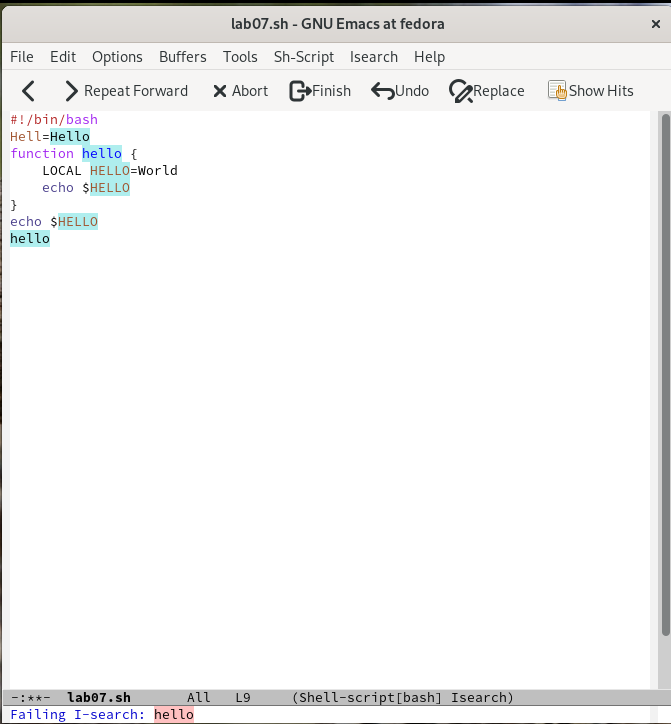 lab07.sh - GNU Emacs at fedora
File Edit Options Buffers Tools Sh-Script Isearch Help
Repeat Forward Abort Finish Undo Replace Show Hits
#!/bin/bash
Hell=Hello
function hello {
    LOCAL HELLO=World
    echo $HELLO
}
echo $HELLO
hello
-:**-  lab07.sh       All   L9     (Shell-script[bash] Isearch)
Failing I-search: hello